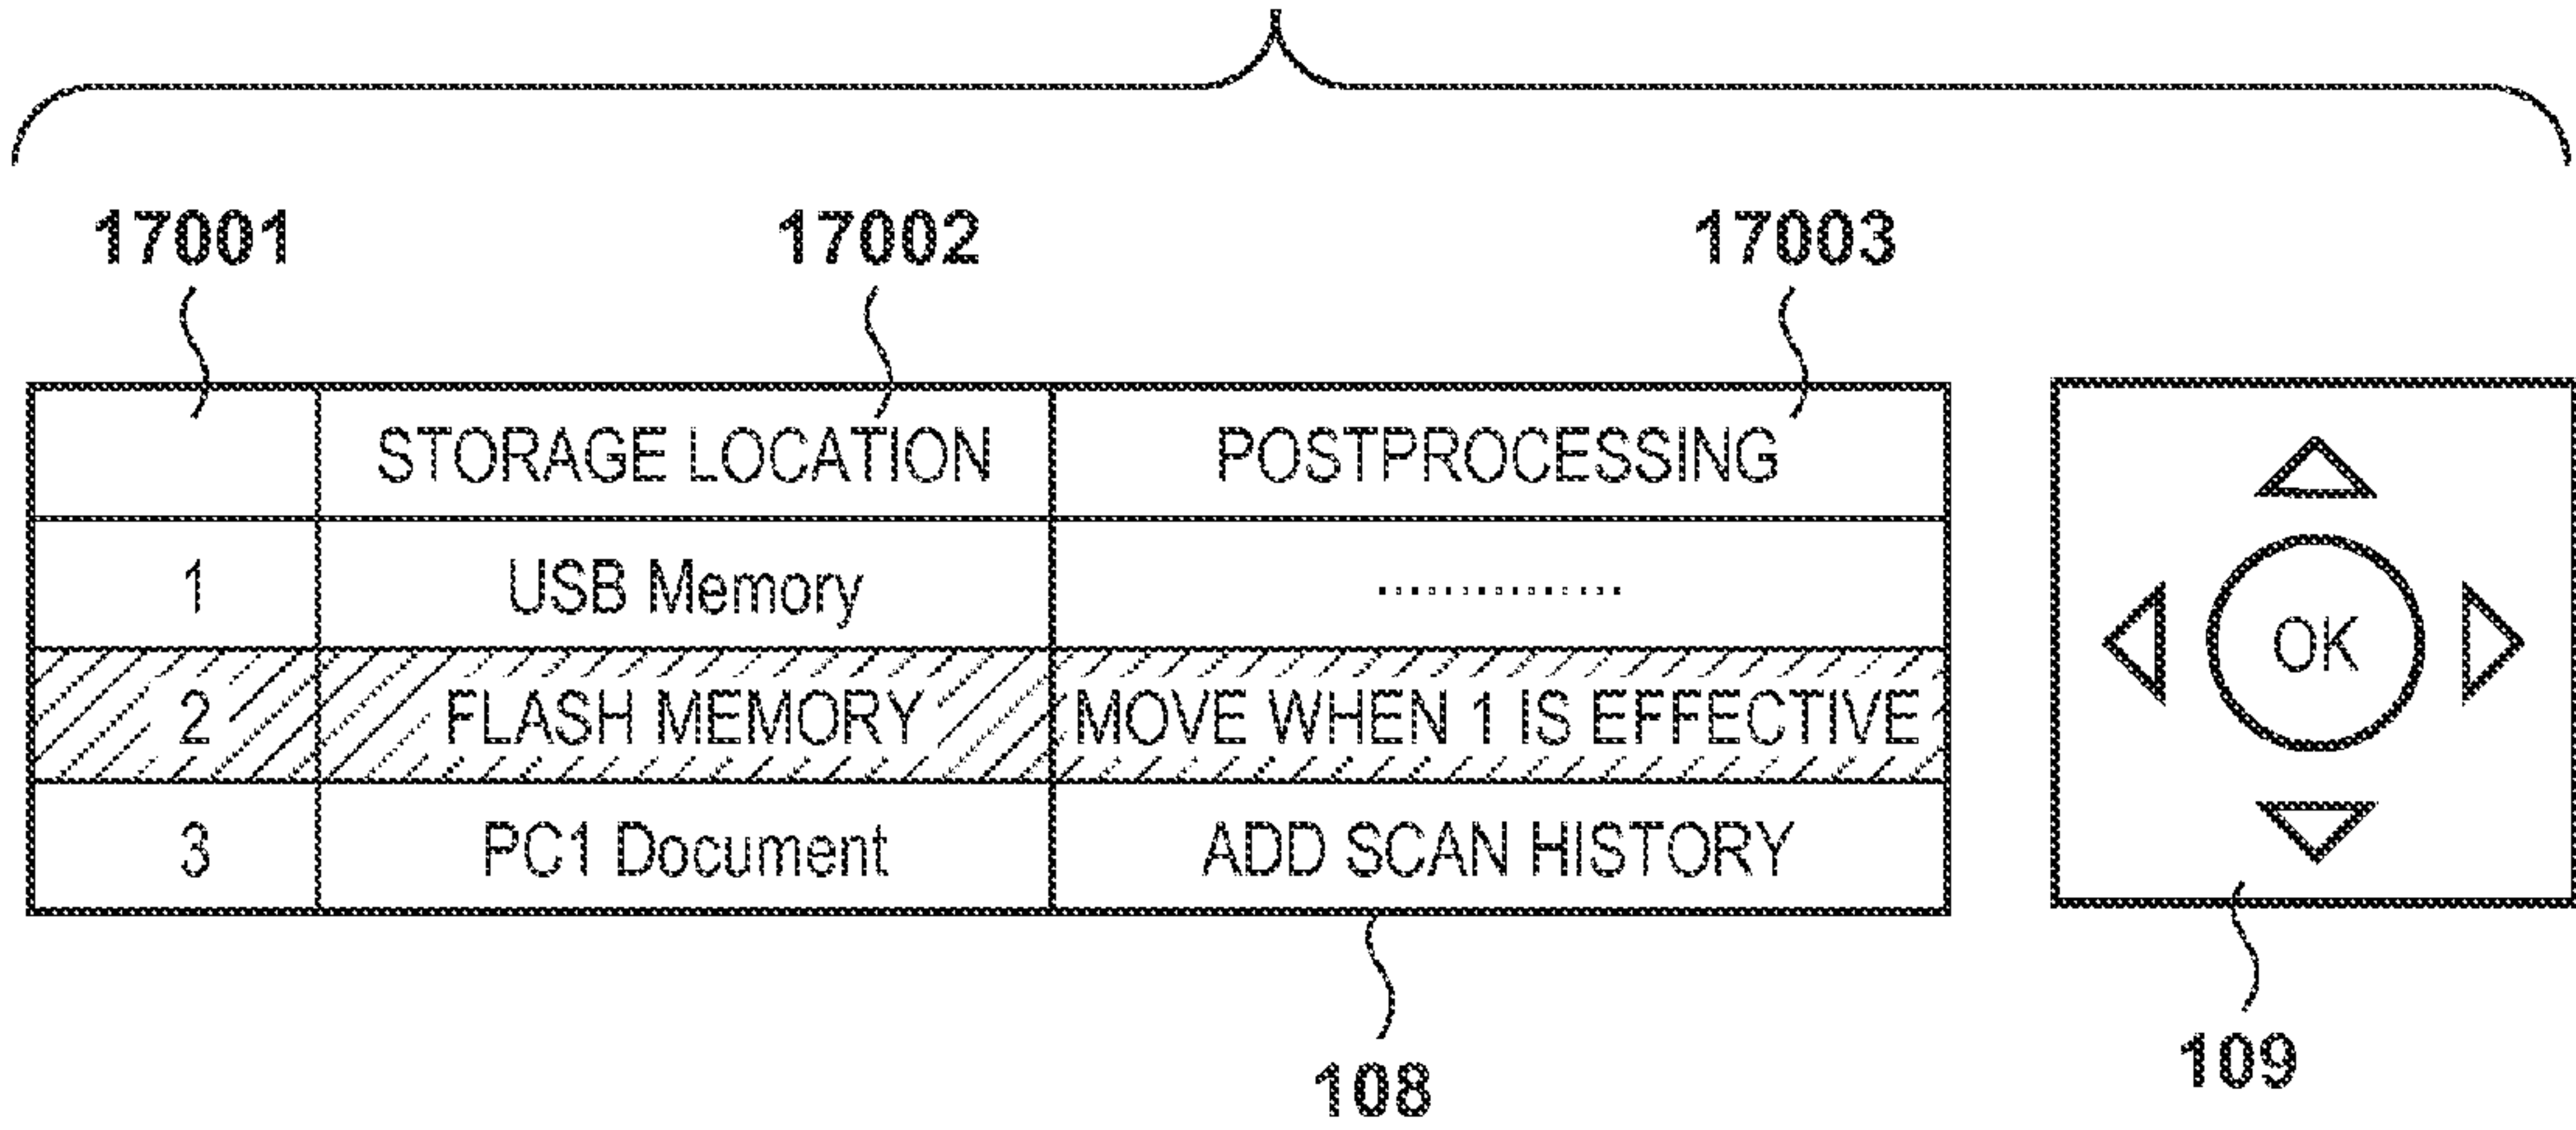 17001 17002 17003
STORAGE LOCATION POSTPROCESSING
1 USB Memory ..............
2 FLASH MEMORY MOVE WHEN 1 IS EFFECTIVE
3 PC1 Document ADD SCAN HISTORY
OK
108 109